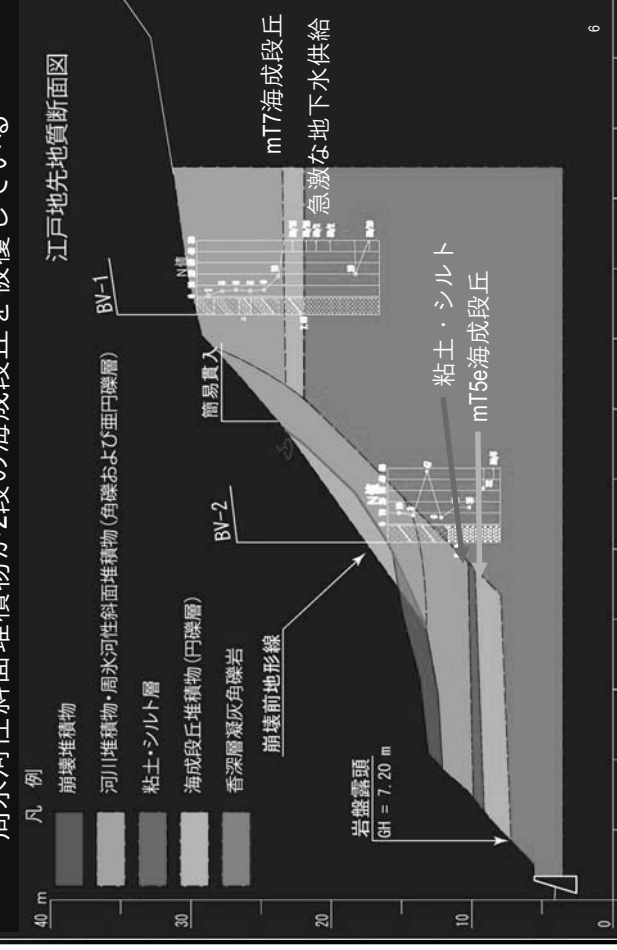 周氷河性斜面堆積物が2段の海成段丘を被覆している
江戸地先地質断面図
凡 例
崩壊堆積物
河川堆積物・周氷河性斜面堆積物(角礫および亜円礫層)
粘土・シルト層
海成段丘堆積物(円礫層)
香深層凝灰角礫岩
40 m
30
20
10
0
BV-1
N値
簡易貫入
BV-2
N値
崩壊前地形線
岩盤露頭
GH = 7.20 m
mT7海成段丘
急激な地下水供給
粘土・シルト
mT5e海成段丘
6